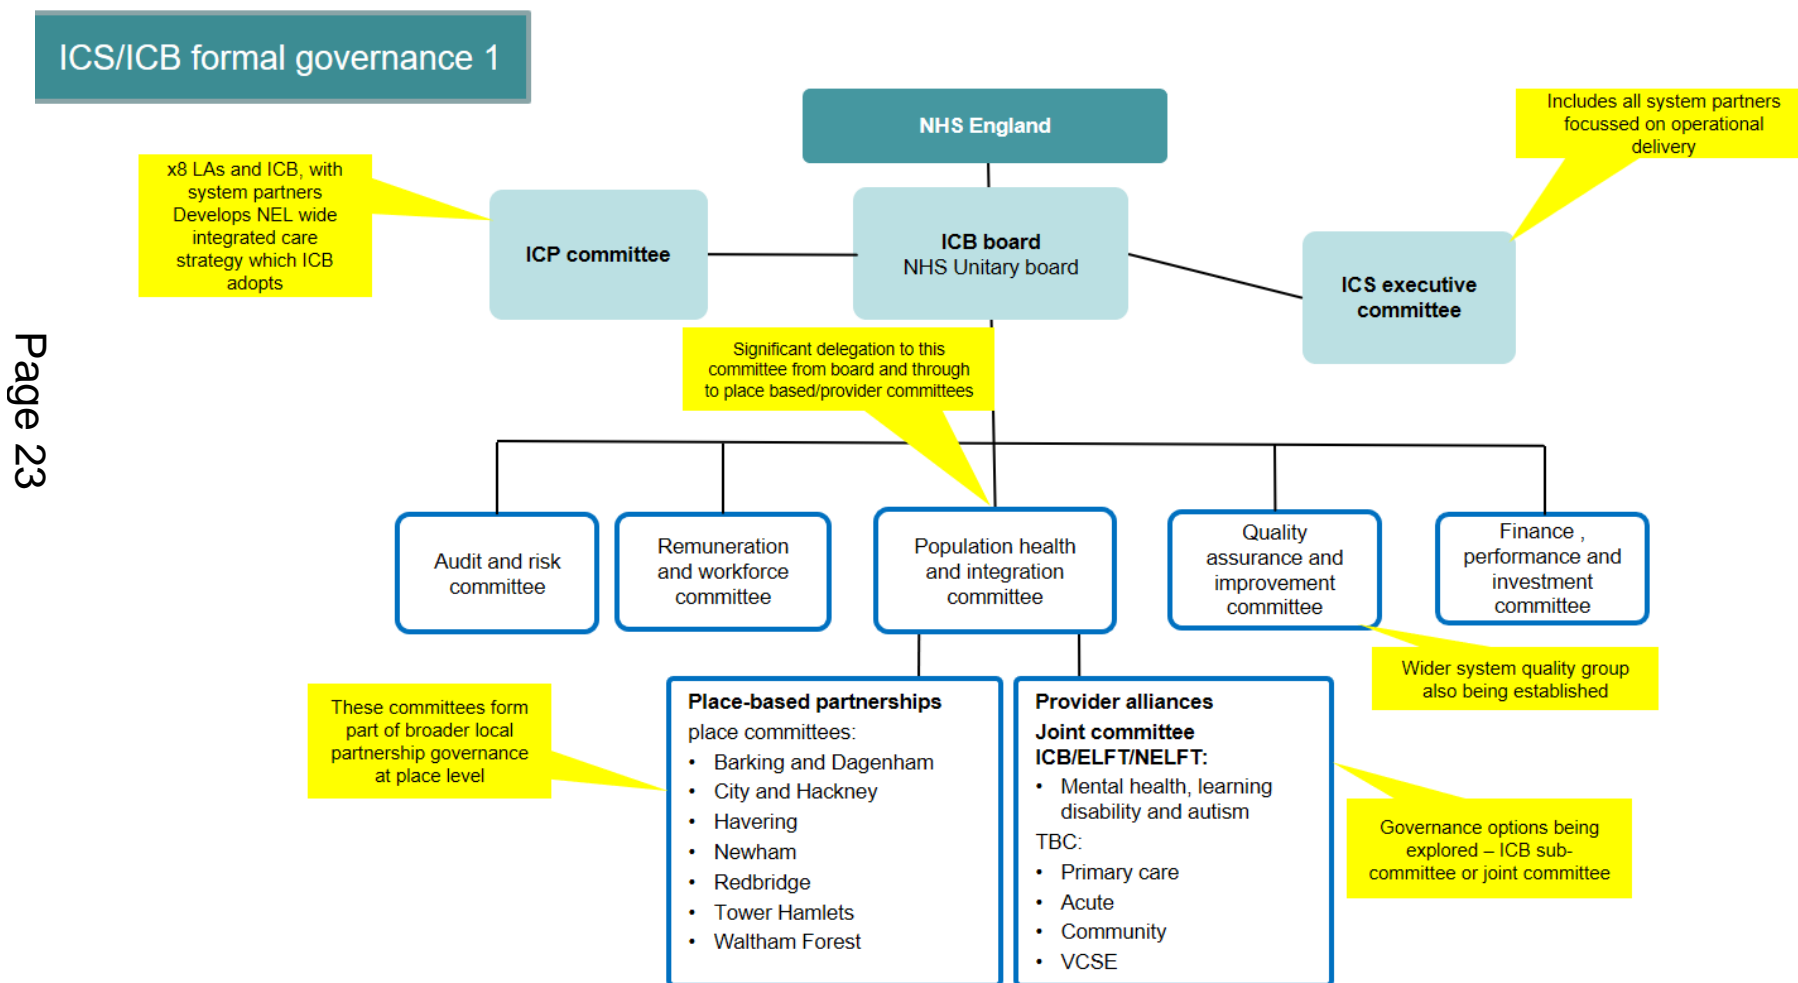 ICS/ICB formal governance 1
NHS England
Includes all system partners
focussed on operational
delivery
x8 LAs and ICB, with
system partners
Develops NEL wide
integrated care
strategy which ICB
adopts
ICP committee
ICB board
NHS Unitary board
ICS executive
committee
Significant delegation to this
committee from board and through
to place based/provider committees
Page 23
Audit and risk
committee
Remuneration
and workforce
committee
Population health
and integration
committee
Quality
assurance and
improvement
committee
Finance ,
performance and
investment
committee
Wider system quality group
also being established
These committees form
part of broader local
partnership governance
at place level
Place-based partnerships
place committees:
• Barking and Dagenham
• City and Hackney
• Havering
• Newham
• Redbridge
• Tower Hamlets
• Waltham Forest
Provider alliances
Joint committee
ICB/ELFT/NELFT:
• Mental health, learning
disability and autism
TBC:
• Primary care
• Acute
• Community
• VCSE
Governance options being
explored – ICB sub-
committee or joint committee